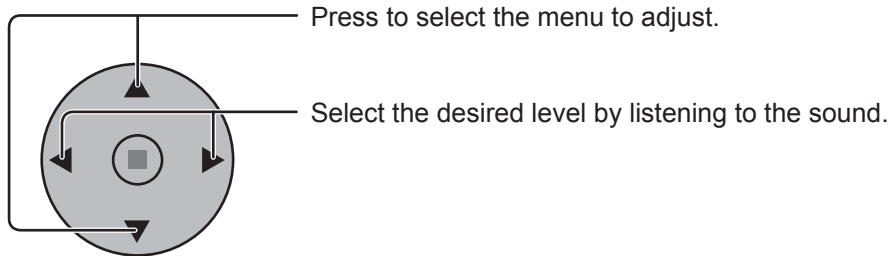 Press to select the menu to adjust.
Select the desired level by listening to the sound.